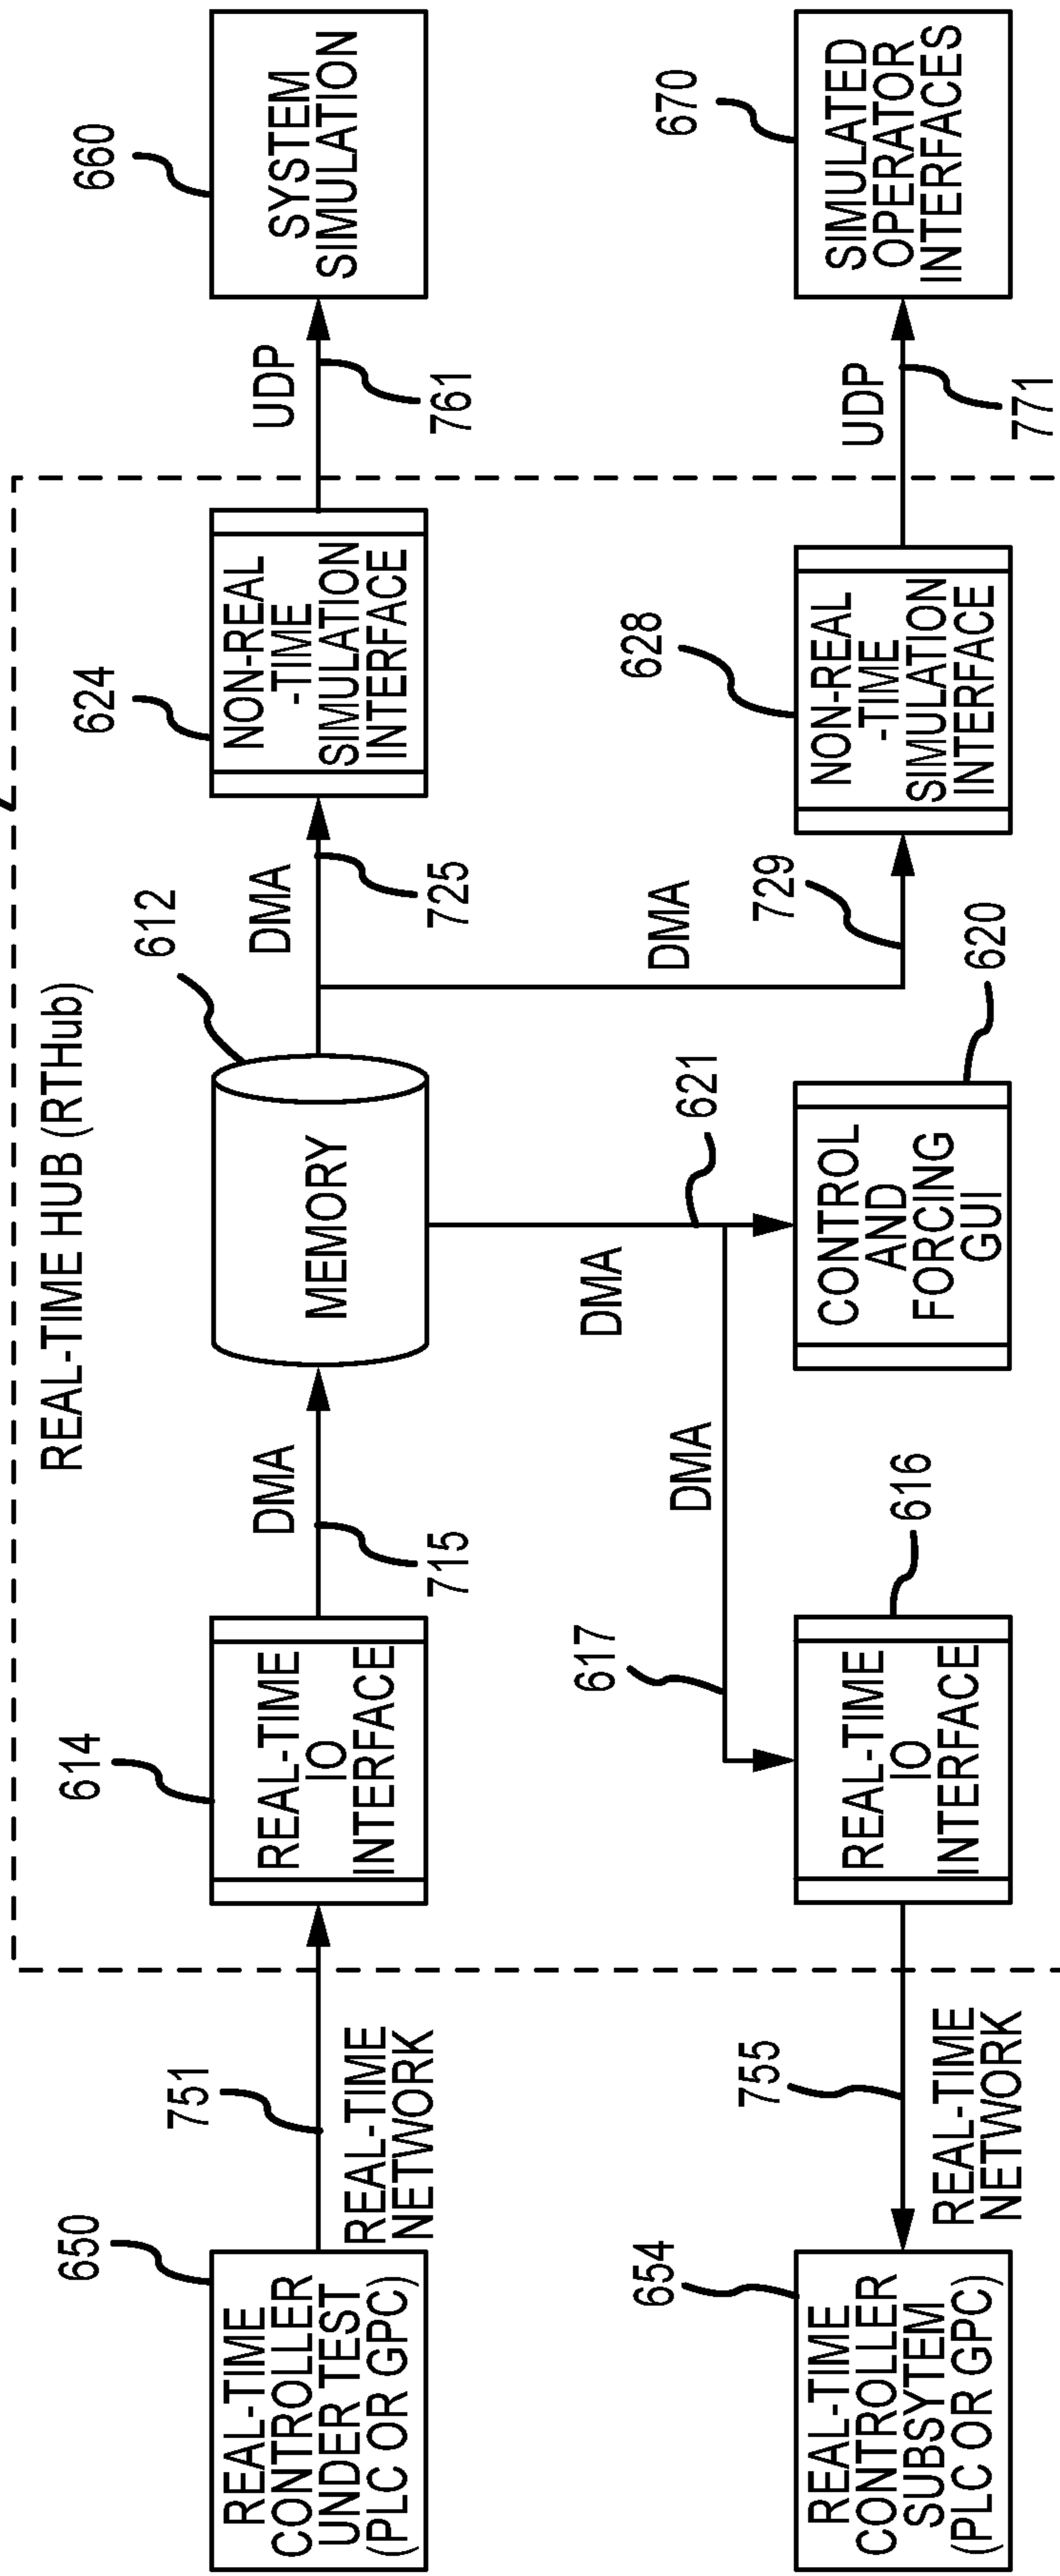 REAL-TIME HUB (RTHub)
650
REAL-TIME
CONTROLLER
UNDER TEST
(PLC OR GPC)
751
REAL-TIME
NETWORK
614
REAL-TIME
IO
INTERFACE
DMA
715
612
MEMORY
DMA
725
624
NON-REAL
-TIME
SIMULATION
INTERFACE
UDP
761
660
SYSTEM
SIMULATION
654
REAL-TIME
CONTROLLER
SUBSYTEM
(PLC OR GPC)
755
REAL-TIME
NETWORK
617
616
REAL-TIME
IO
INTERFACE
DMA
DMA
621
620
CONTROL
AND
FORCING
GUI
DMA
729
628
NON-REAL
-TIME
SIMULATION
INTERFACE
UDP
771
670
SIMULATED
OPERATOR
INTERFACES